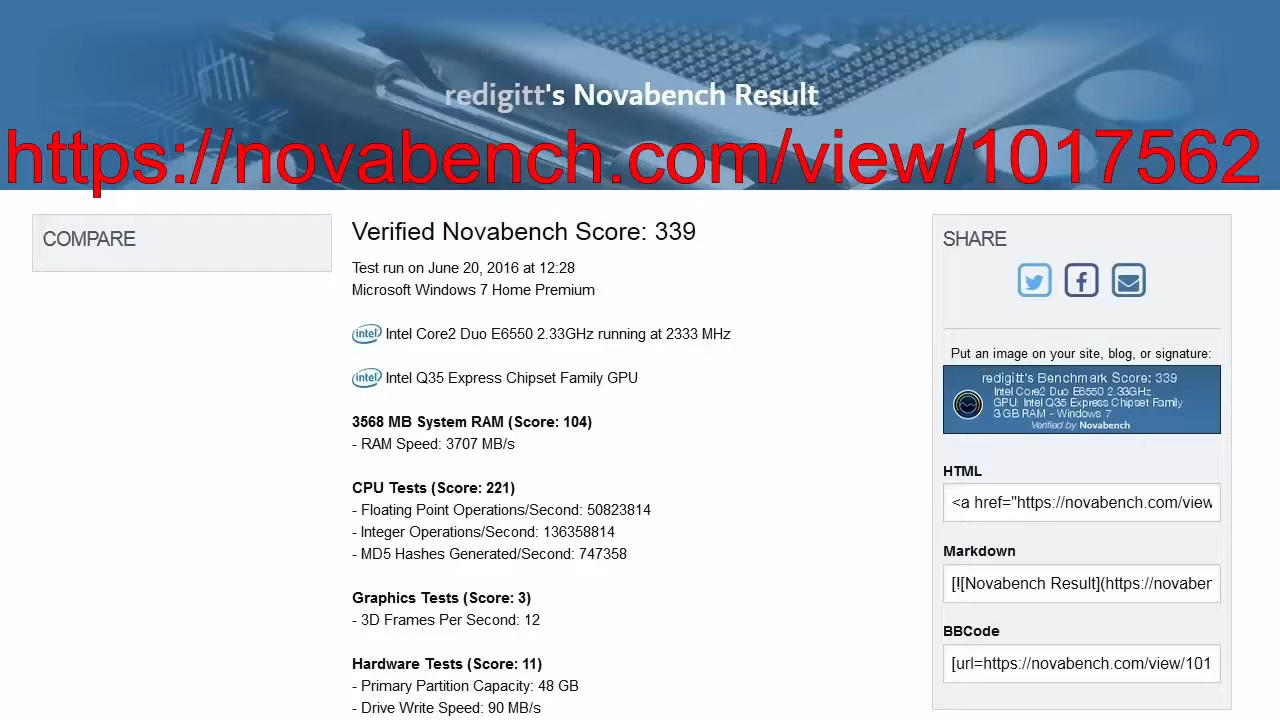 redigitt's Novabench Result
https://novabench.com/view/1017562
COMPARE
Verified Novabench Score: 339
Test run on June 20, 2016 at 12:28
Microsoft Windows 7 Home Premium
intel Intel Core2 Duo E6550 2.33GHz running at 2333 MHz
intel Intel Q35 Express Chipset Family GPU
3568 MB System RAM (Score: 104)
- RAM Speed: 3707 MB/s
CPU Tests (Score: 221)
- Floating Point Operations/Second: 50823814
- Integer Operations/Second: 136358814
- MD5 Hashes Generated/Second: 747358
Graphics Tests (Score: 3)
- 3D Frames Per Second: 12
Hardware Tests (Score: 11)
- Primary Partition Capacity: 48 GB
- Drive Write Speed: 90 MB/s
SHARE
Put an image on your site, blog, or signature:
redigitt's Benchmark Score: 339
Intel Core2 Duo E6550 2.33GHz
GPU: Intel Q35 Express Chipset Family
3 GB RAM - Windows 7
Verified by Novabench
HTML
<a href="https://novabench.com/view
Markdown
[![Novabench Result](https://novaber
BBCode
[url=https://novabench.com/view/101